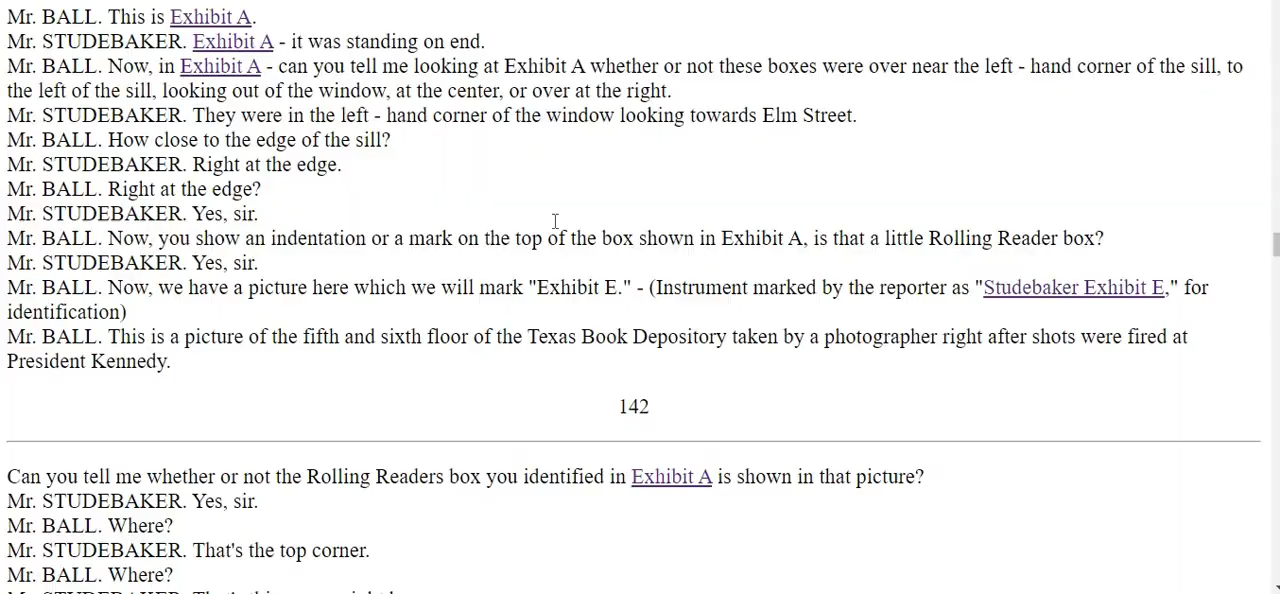 Mr. BALL. This is Exhibit A.
Mr. STUDEBAKER. Exhibit A - it was standing on end.
Mr. BALL. Now, in Exhibit A - can you tell me looking at Exhibit A whether or not these boxes were over near the left - hand corner of the sill, to
the left of the sill, looking out of the window, at the center, or over at the right.
Mr. STUDEBAKER. They were in the left - hand corner of the window looking towards Elm Street.
Mr. BALL. How close to the edge of the sill?
Mr. STUDEBAKER. Right at the edge.
Mr. BALL. Right at the edge?
Mr. STUDEBAKER. Yes, sir.
Mr. BALL. Now, you show an indentation or a mark on the top of the box shown in Exhibit A, is that a little Rolling Reader box?
Mr. STUDEBAKER. Yes, sir.
Mr. BALL. Now, we have a picture here which we will mark "Exhibit E." - (Instrument marked by the reporter as "Studebaker Exhibit E," for
identification)
Mr. BALL. This is a picture of the fifth and sixth floor of the Texas Book Depository taken by a photographer right after shots were fired at
President Kennedy.
142
Can you tell me whether or not the Rolling Readers box you identified in Exhibit A is shown in that picture?
Mr. STUDEBAKER. Yes, sir.
Mr. BALL. Where?
Mr. STUDEBAKER. That's the top corner.
Mr. BALL. Where?